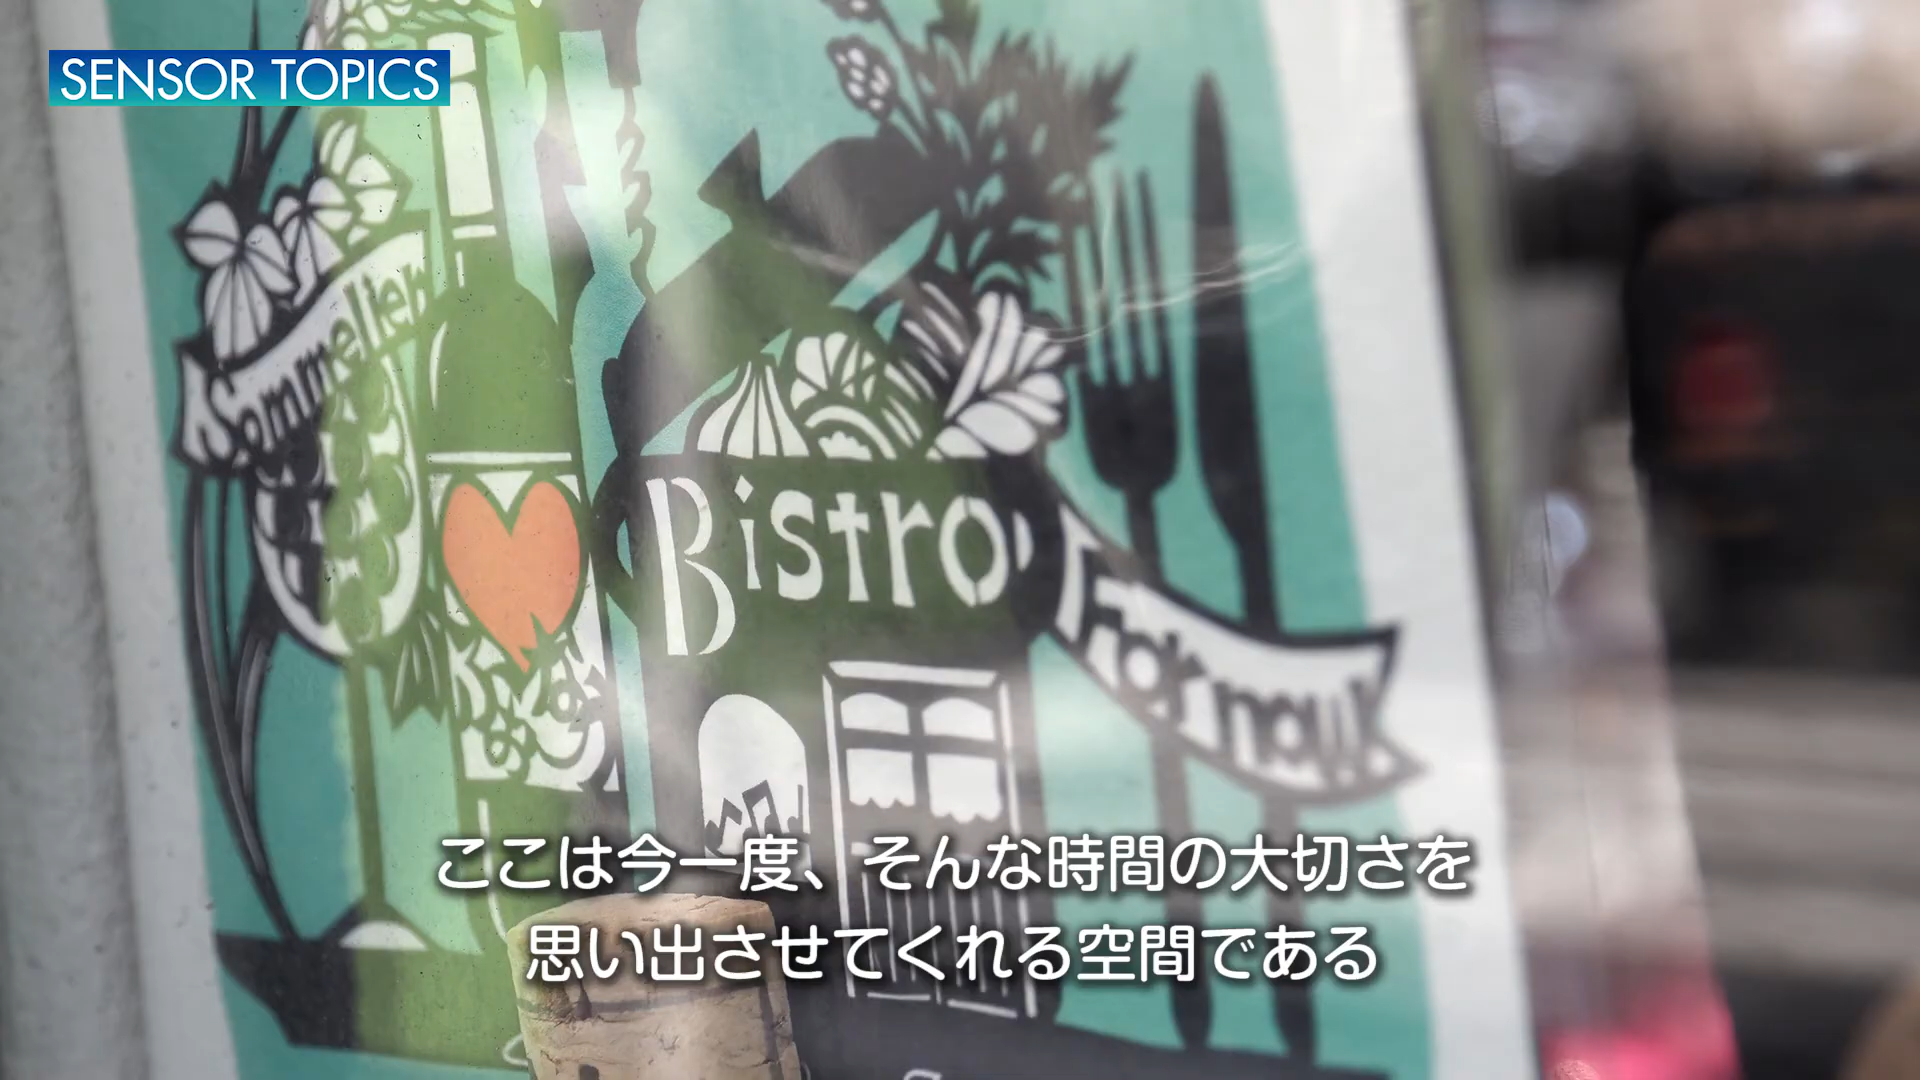 SENSOR TOPICS
Sommelier
Bistro
ここは今一度、そんな時間の大切さを
思い出させてくれる空間である